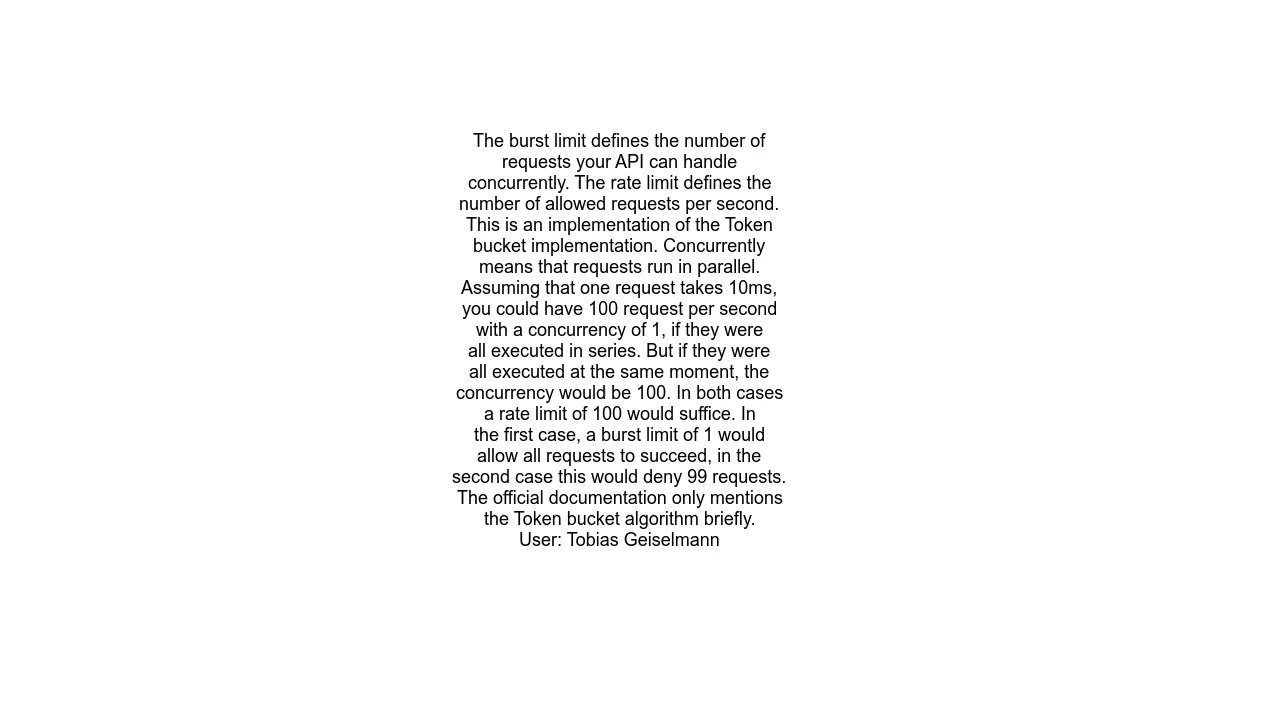 The burst limit defines the number of
requests your API can handle
concurrently. The rate limit defines the
number of allowed requests per second.
This is an implementation of the Token
bucket implementation. Concurrently
means that requests run in parallel.
Assuming that one request takes 10ms,
you could have 100 request per second
with a concurrency of 1, if they were
all executed in series. But if they were
all executed at the same moment, the
concurrency would be 100. In both cases
a rate limit of 100 would suffice. In
the first case, a burst limit of 1 would
allow all requests to succeed, in the
second case this would deny 99 requests.
The official documentation only mentions
the Token bucket algorithm briefly.
User: Tobias Geiselmann